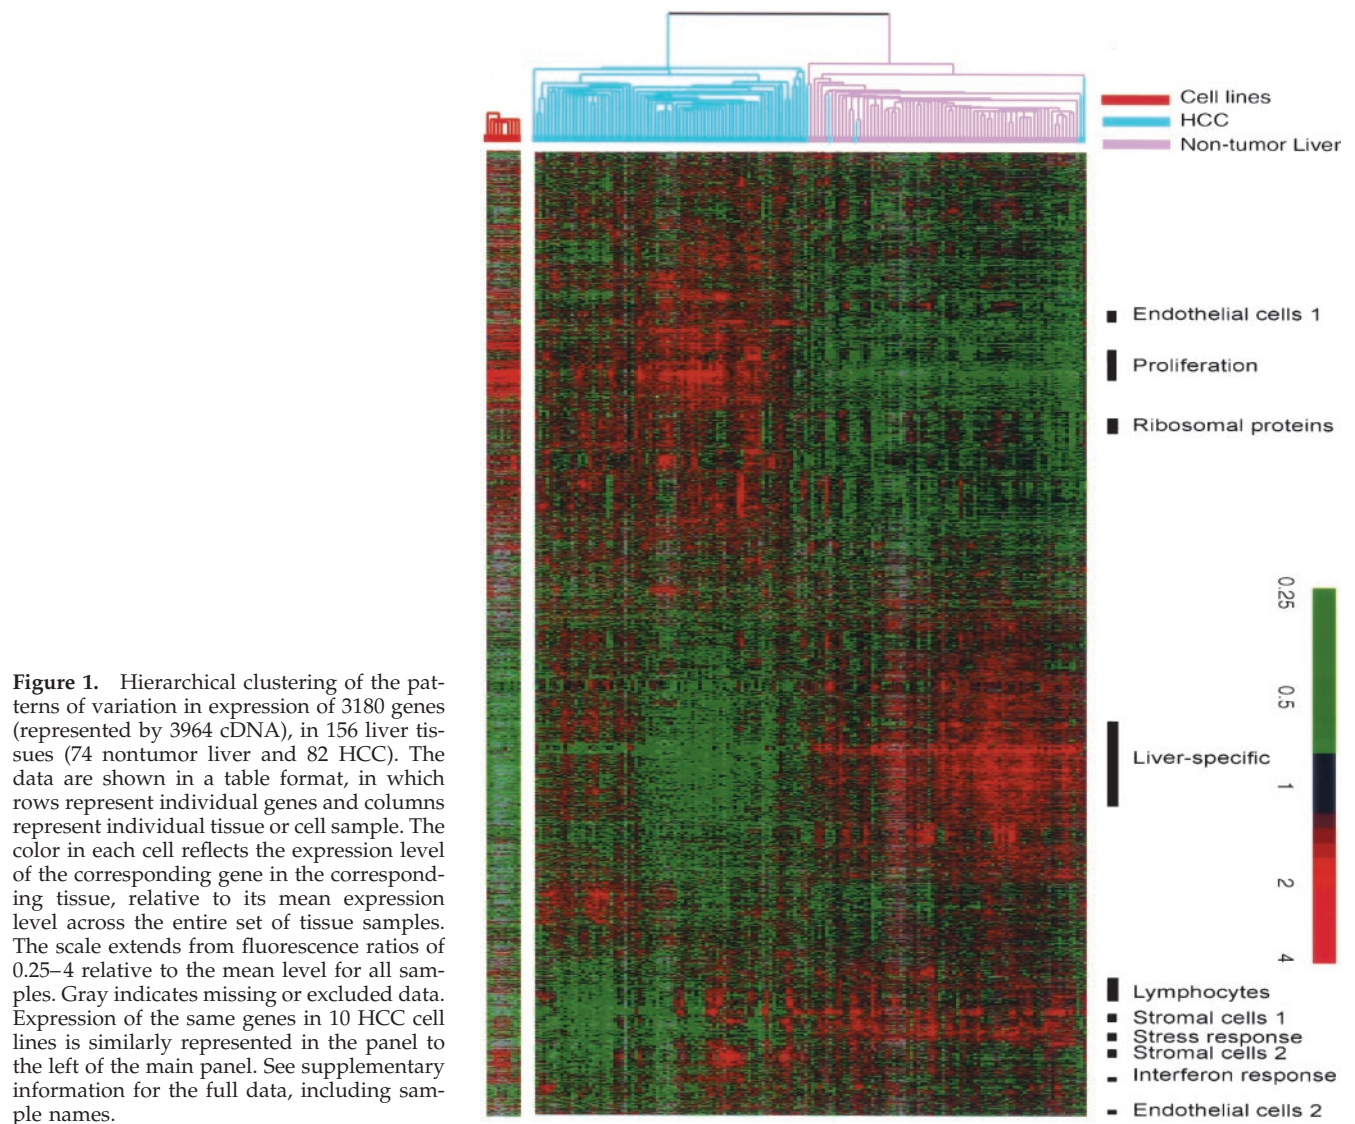 Cell lines
HCC
Non-tumor Liver
Endothelial cells 1
Proliferation
Ribosomal proteins
0.25
0.5
1
2
4
Liver-specific
Lymphocytes
Stromal cells 1
Stress response
Stromal cells 2
Interferon response
Endothelial cells 2
Figure 1. Hierarchical clustering of the pat-
terns of variation in expression of 3180 genes
(represented by 3964 cDNA), in 156 liver tis-
sues (74 nontumor liver and 82 HCC). The
data are shown in a table format, in which
rows represent individual genes and columns
represent individual tissue or cell sample. The
color in each cell reflects the expression level
of the corresponding gene in the correspond-
ing tissue, relative to its mean expression
level across the entire set of tissue samples.
The scale extends from fluorescence ratios of
0.25–4 relative to the mean level for all sam-
ples. Gray indicates missing or excluded data.
Expression of the same genes in 10 HCC cell
lines is similarly represented in the panel to
the left of the main panel. See supplementary
information for the full data, including sam-
ple names.